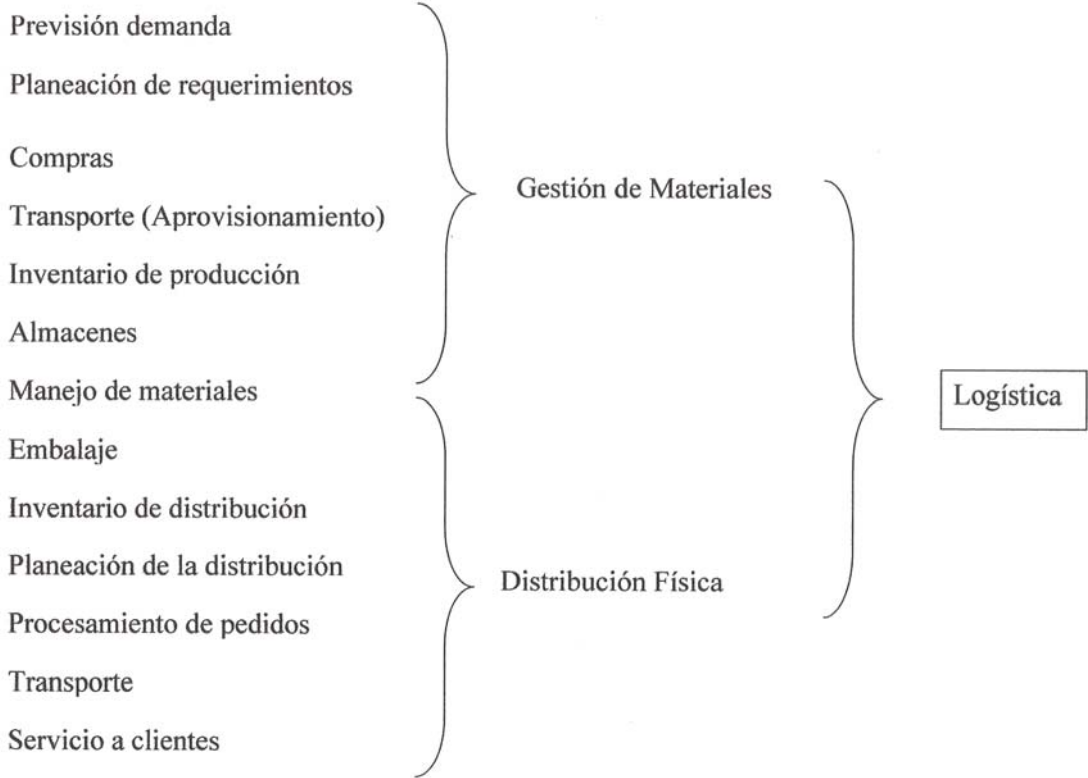 Previsión demanda
Planeación de requerimientos
Compras
Transporte (Aprovisionamiento)
Inventario de producción
Almacenes
Manejo de materiales
Embalaje
Inventario de distribución
Planeación de la distribución
Procesamiento de pedidos
Transporte
Servicio a clientes
Gestión de Materiales
Distribución Física
Logística